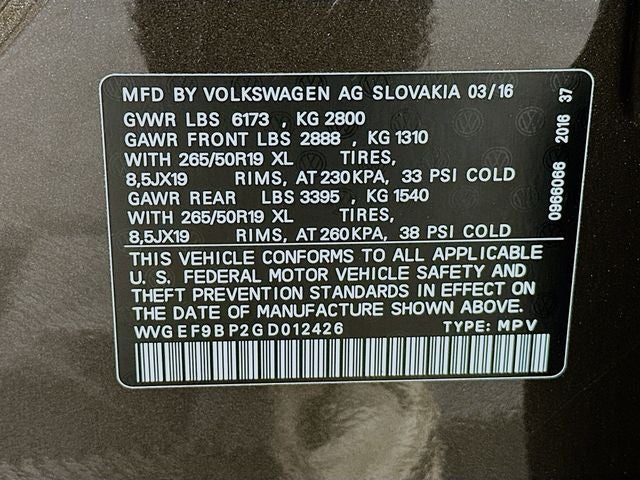 MFD BY VOLKSWAGEN AG SLOVAKIA 03/16
GVWR LBS 6173 , KG 2800
GAWR FRONT LBS 2888 , KG 1310
WITH 265/50R19 XL TIRES,
8,5JX19 RIMS, AT 230KPA, 33 PSI COLD
GAWR REAR LBS 3395 , KG 1540
WITH 265/50R19 XL TIRES,
8,5JX19 RIMS, AT 260KPA, 38 PSI COLD
THIS VEHICLE CONFORMS TO ALL APPLICABLE
U. S. FEDERAL MOTOR VEHICLE SAFETY AND
THEFT PREVENTION STANDARDS IN EFFECT ON
THE DATE OF MANUFACTURE SHOWN ABOVE.
WVGEF9BP2GD012426 TYPE: MPV
0966066 2016 37